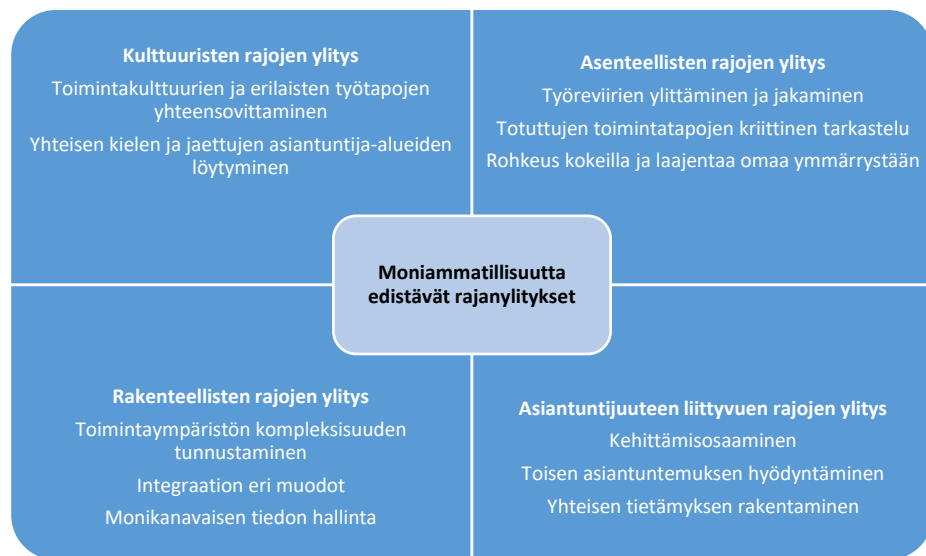 Kulttuuristen rajojen ylitys
Toimintakulttuurien ja erilaisten työtapojen
yhteensovittaminen
Yhteisen kielen ja jaettujen asiantuntija-alueiden
löytyminen
Asenteellisten rajojen ylitys
Työreviirien ylittäminen ja jakaminen
Totuttujen toimintatapojen kriittinen tarkastelu
Rohkeus kokeilla ja laajentaa omaa ymmärrystään
Moniammatillisuutta
edistävät rajanylitykset
Rakenteellisten rajojen ylitys
Toimintaympäristön kompleksisuuden
tunnustaminen
Integraation eri muodot
Monikanavaisen tiedon hallinta
Asiantuntijuuteen liittyvuen rajojen ylitys
Kehittämisosaaminen
Toisen asiantuntemuksen hyödyntäminen
Yhteisen tietämyksen rakentaminen